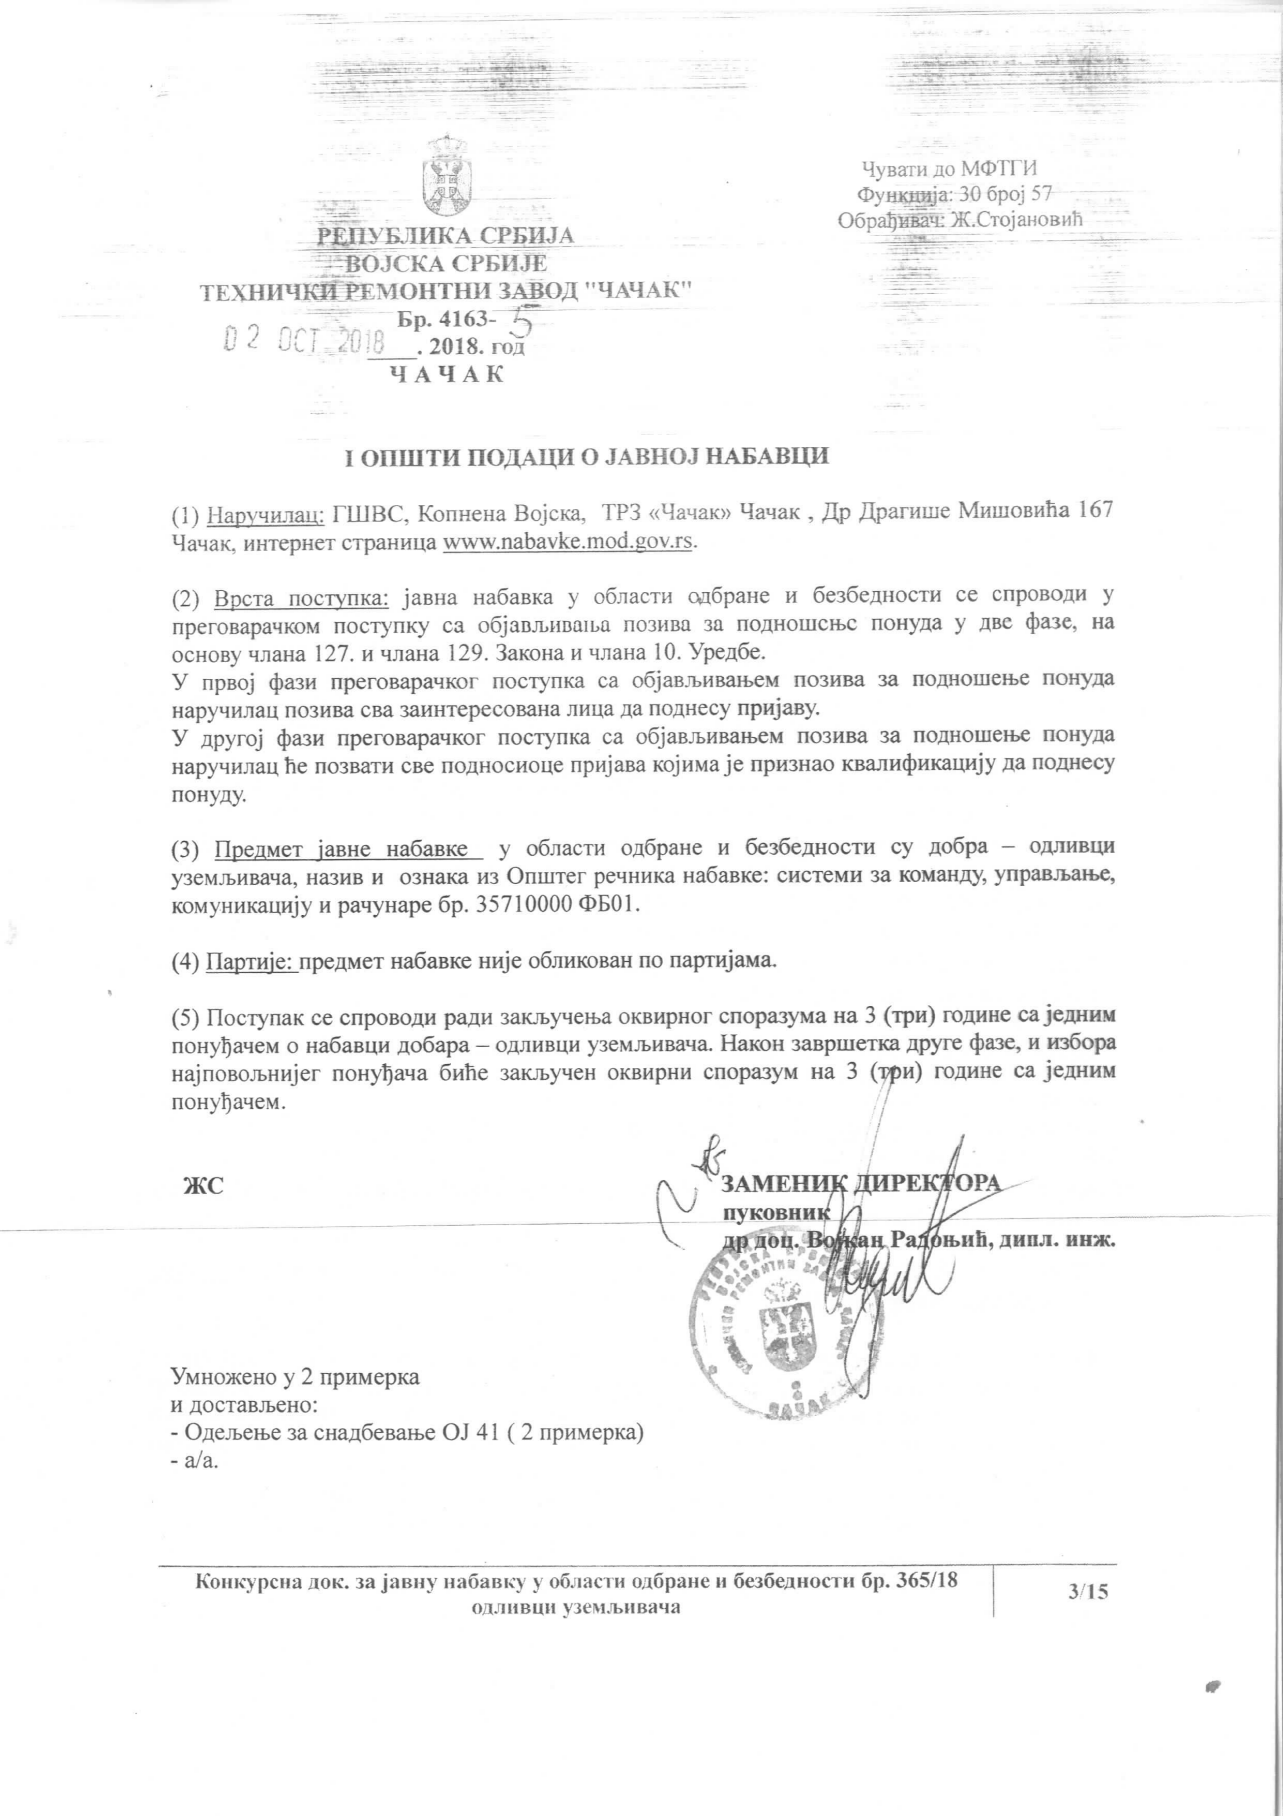 Чувати до МФТГИ
Функција: 30 број 57
Обрађивач: Ж.Стојановић
РЕПУБЛИКА СРБИЈА
ВОЈСКА СРБИЈЕ
ТЕХНИЧКИ РЕМОНТНИ ЗАВОД "ЧАЧАК"
Бр. 4163- 5
02 ОСТ 2018 ____. 2018. год
Ч А Ч А К
I ОПШТИ ПОДАЦИ О ЈАВНОЈ НАБАВЦИ
(1) Наручилац: ГШВС, Копнена Војска, ТРЗ «Чачак» Чачак , Др Драгише Мишовића 167
Чачак, интернет страница www.nabavke.mod.gov.rs.
(2) Врста поступка: јавна набавка у области одбране и безбедности се спроводи у
преговарачком поступку са објављивања позива за подношење понуда у две фазе, на
основу члана 127. и члана 129. Закона и члана 10. Уредбе.
У првој фази преговарачког поступка са објављивањем позива за подношење понуда
наручилац позива сва заинтересована лица да поднесу пријаву.
У другој фази преговарачког поступка са објављивањем позива за подношење понуда
наручилац ће позвати све подносиоце пријава којима је признао квалификацију да поднесу
понуду.
(3) Предмет јавне набавке у области одбране и безбедности су добра – одливци
уземљивача, назив и ознака из Општег речника набавке: системи за команду, управљање,
комуникацију и рачунаре бр. 35710000 ФБ01.
(4) Партије: предмет набавке није обликован по партијама.
(5) Поступак се спроводи ради закључења оквирног споразума на 3 (три) године са једним
понуђачем о набавци добара – одливци уземљивача. Након завршетка друге фазе, и избора
најповољнијег понуђача биће закључен оквирни споразум на 3 (три) године са једним
понуђачем.
ЖС
ЗАМЕНИК ДИРЕКТОРА
пуковник
др доц. Војкан Радоњић, дипл. инж.
ВОЈСКА
ЧАЧАК
Умножено у 2 примерка
и достављено:
- Одељење за снадбевање ОЈ 41 ( 2 примерка)
- а/а.
Конкурсна док. за јавну набавку у области одбране и безбедности бр. 365/18
одливци уземљивача
3/15